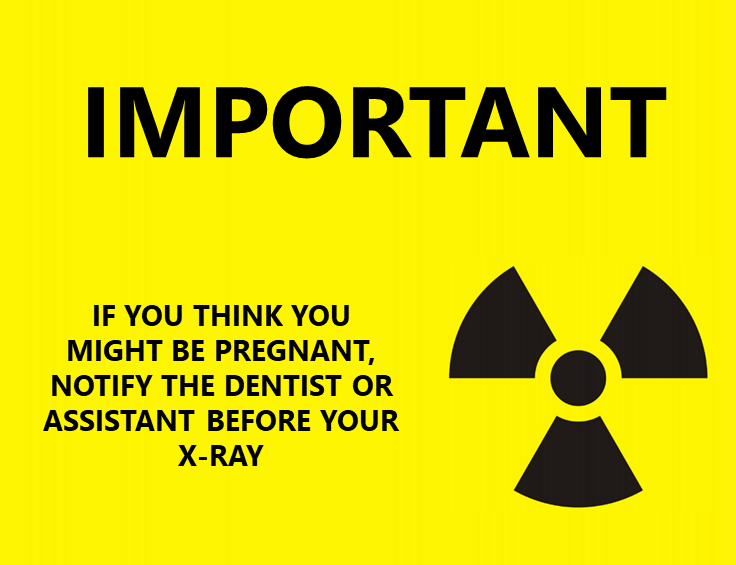 IMPORTANT
IF YOU THINK YOU
MIGHT BE PREGNANT,
NOTIFY THE DENTIST OR
ASSISTANT BEFORE YOUR
X-RAY